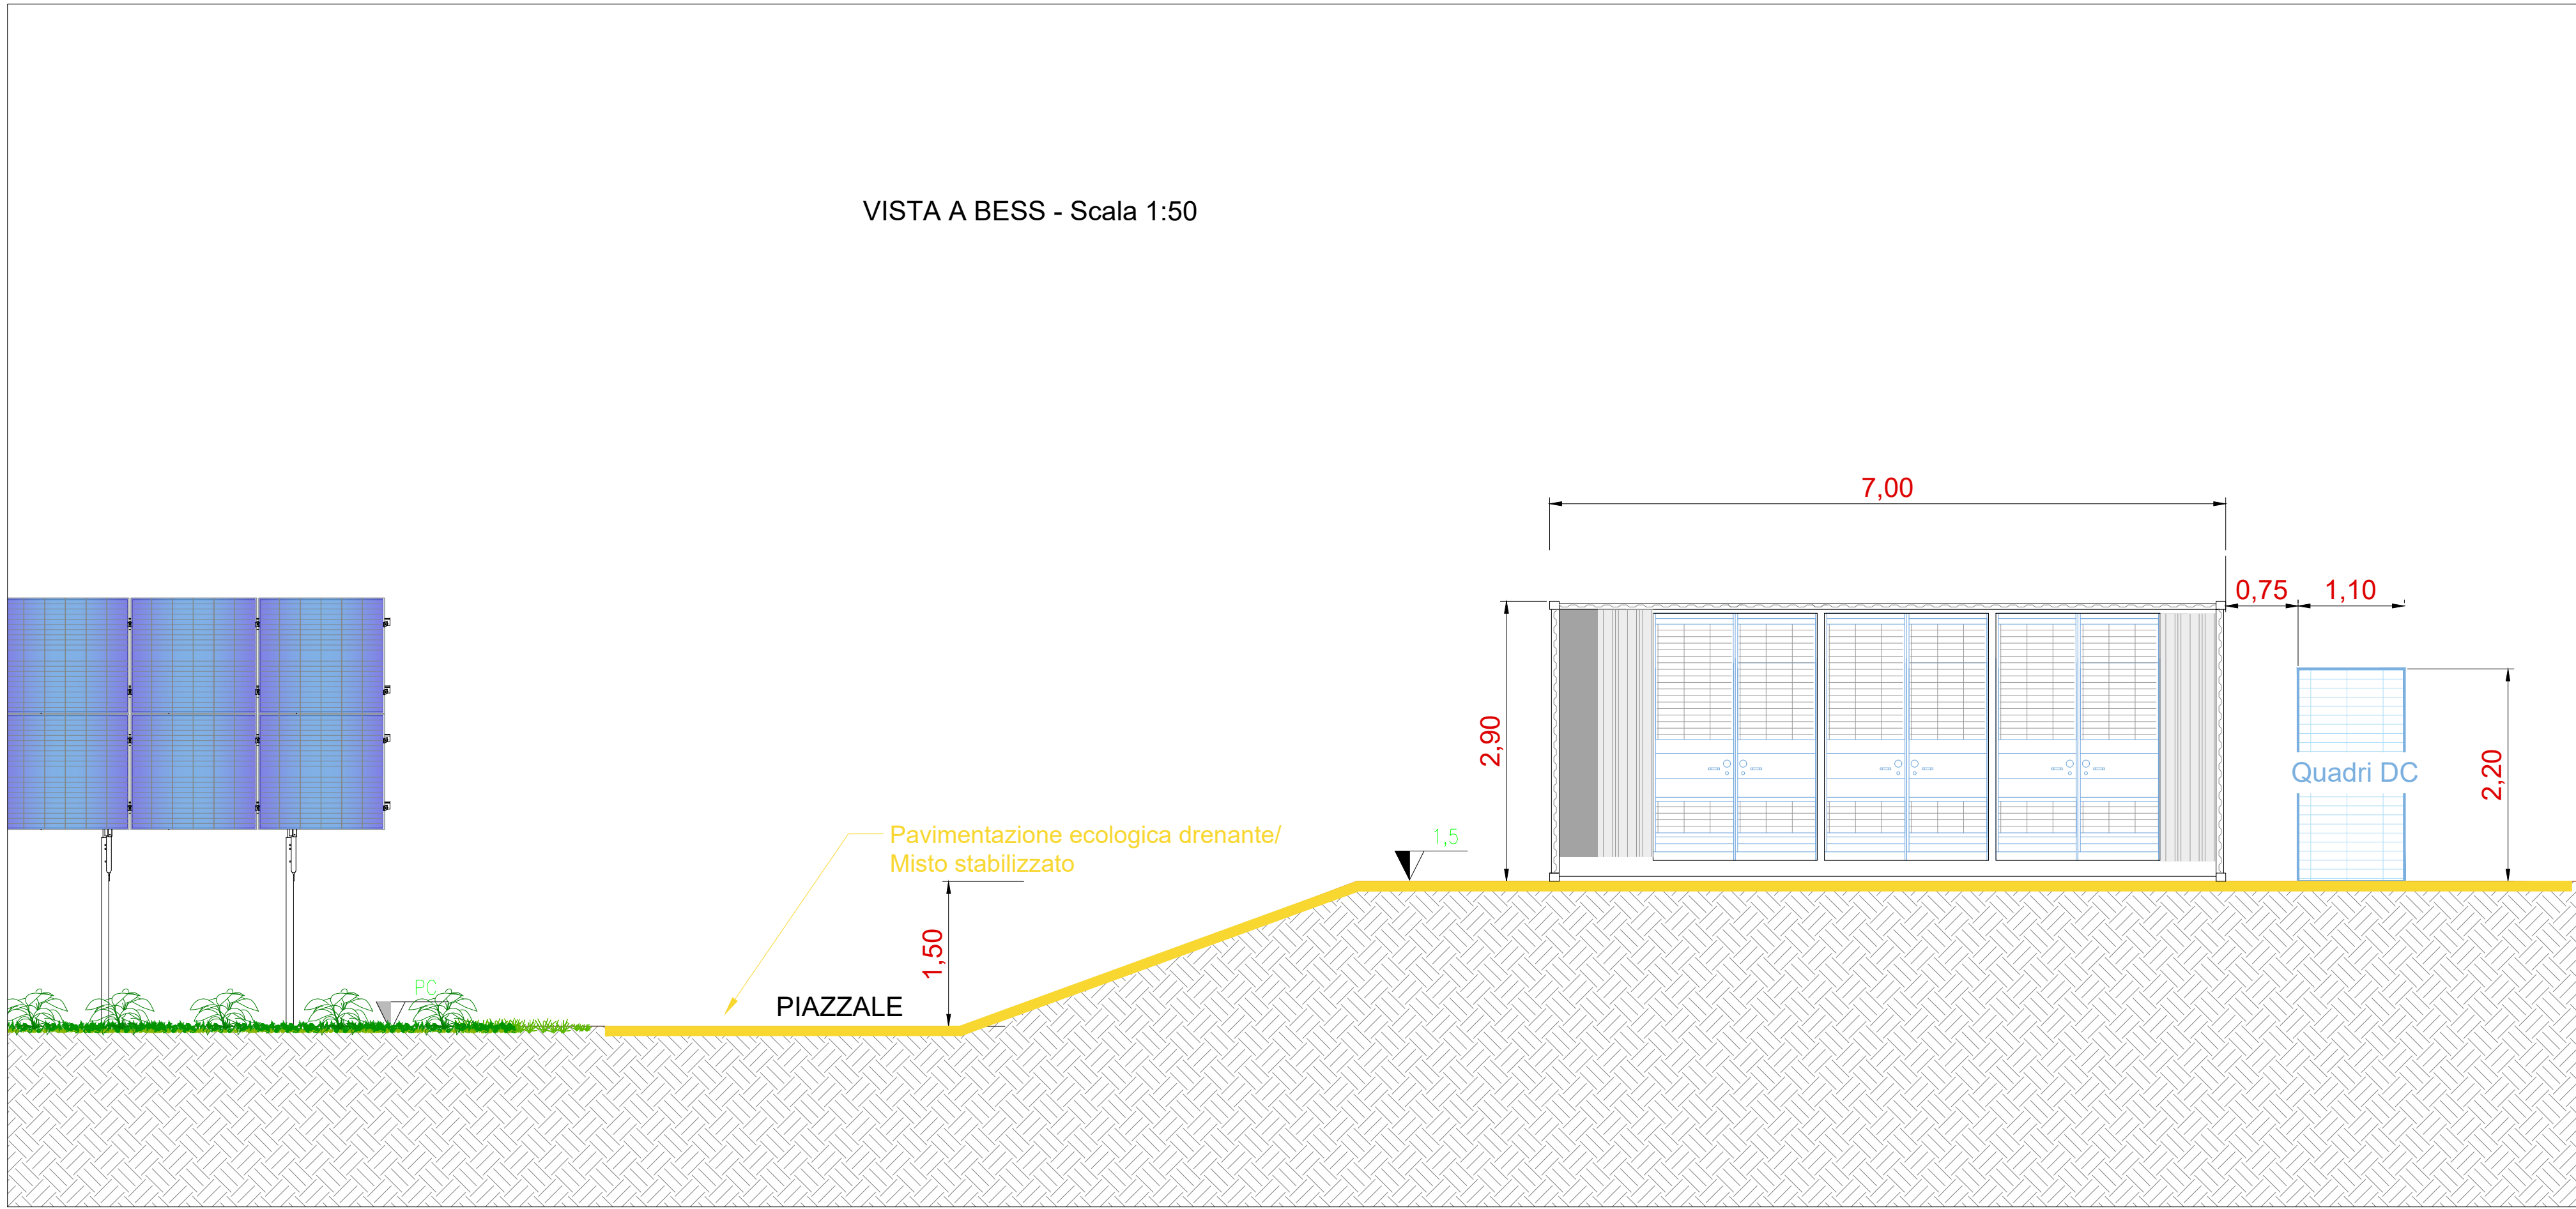 VISTA A BESS - Scala 1:50
7,00
0,75
1,10
2,90
Quadri DC
2,20
Pavimentazione ecologica drenante/
Misto stabilizzato
1,5
1,50
PC
PIAZZALE